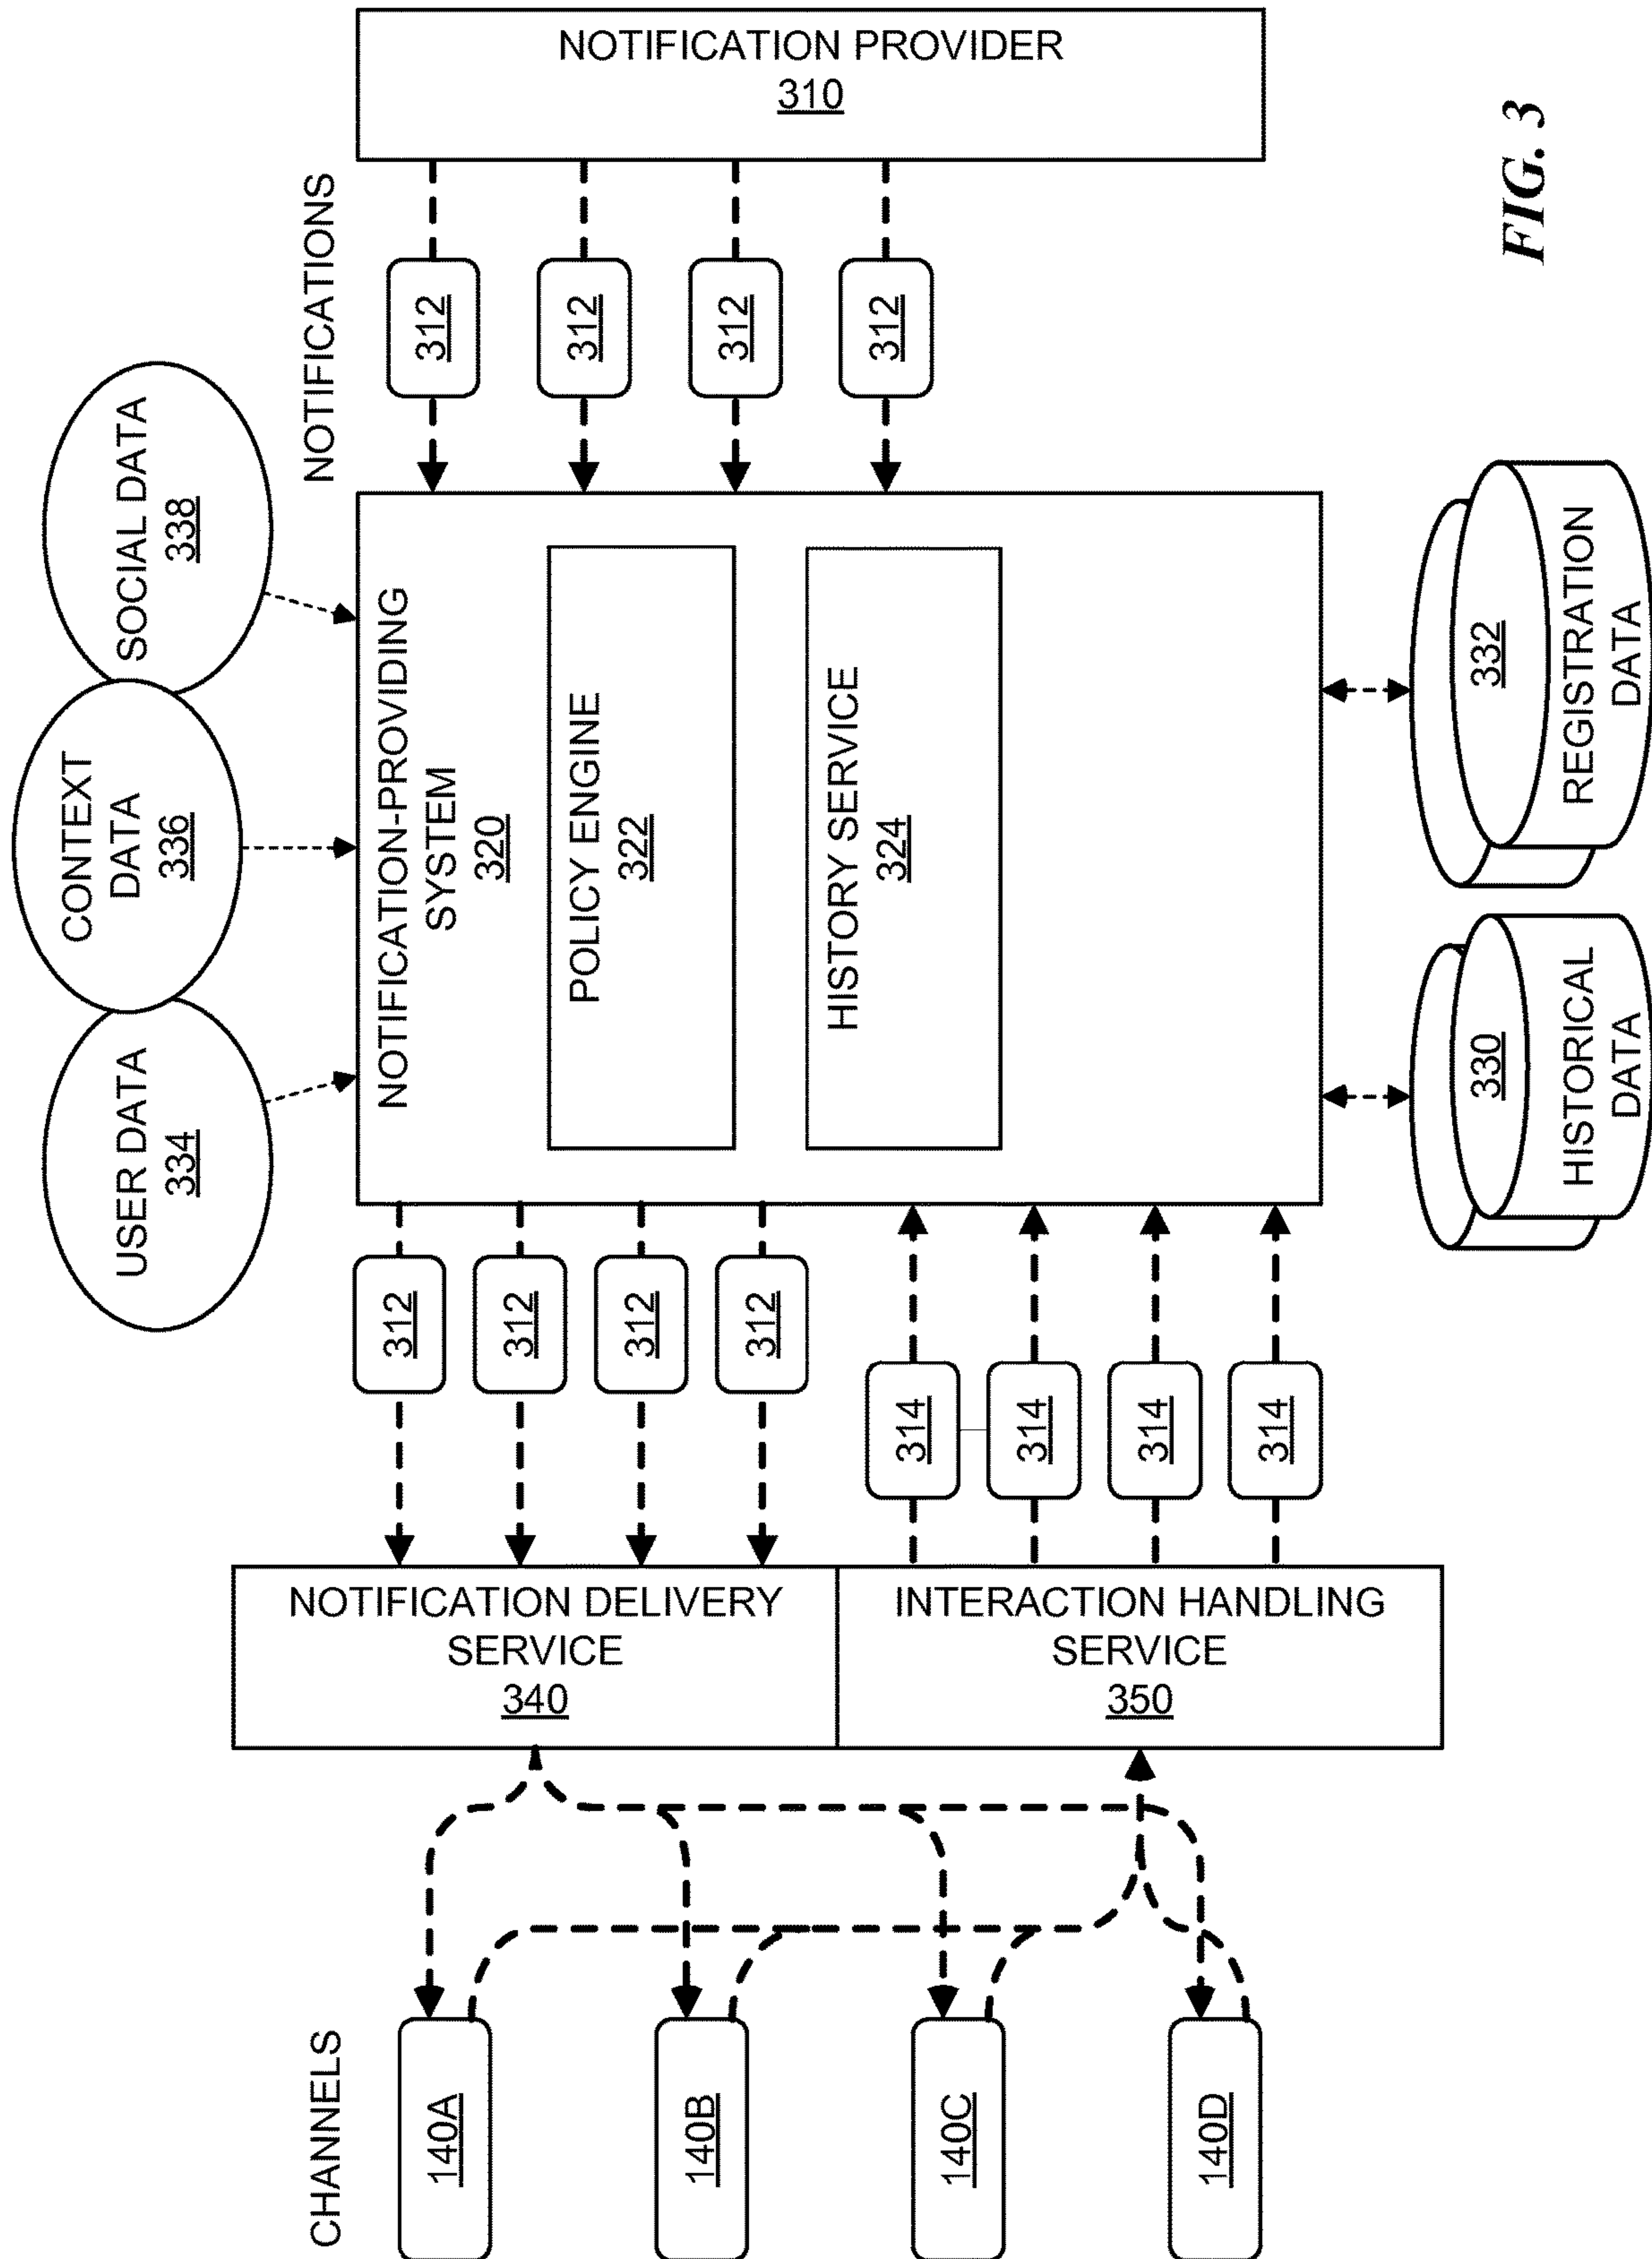 USER DATA
334
CONTEXT
DATA
336
SOCIAL DATA
338
CHANNELS
140A
140B
140C
140D
NOTIFICATION DELIVERY
SERVICE
340
INTERACTION HANDLING
SERVICE
350
312
312
312
312
314
314
314
314
NOTIFICATION-PROVIDING
SYSTEM
320
POLICY ENGINE
322
HISTORY SERVICE
324
NOTIFICATIONS
312
312
312
312
NOTIFICATION PROVIDER
310
330
HISTORICAL
DATA
332
REGISTRATION
DATA
FIG. 3